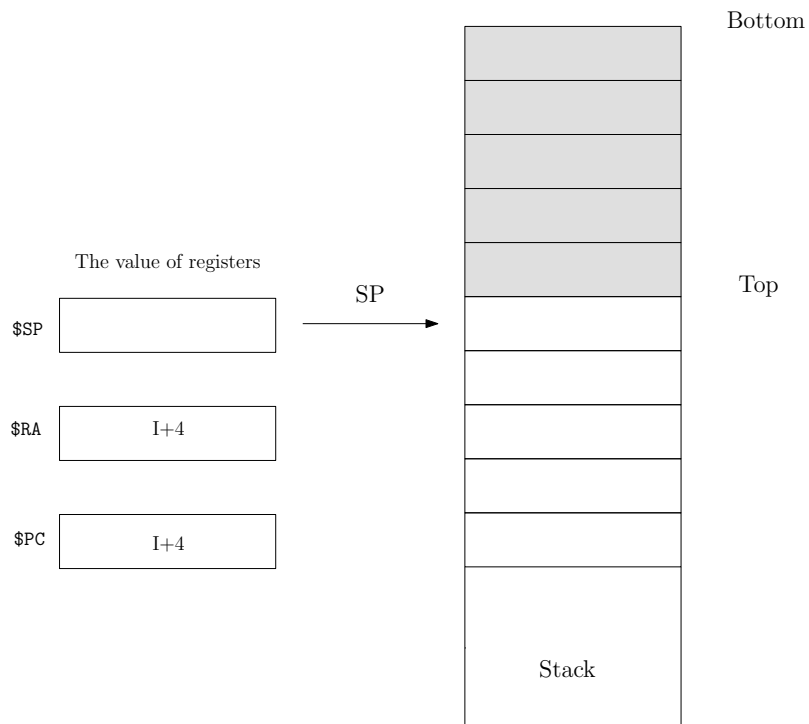 Bottom
The value of registers
Top
SP
$SP
$RA
I+4
$PC
I+4
Stack